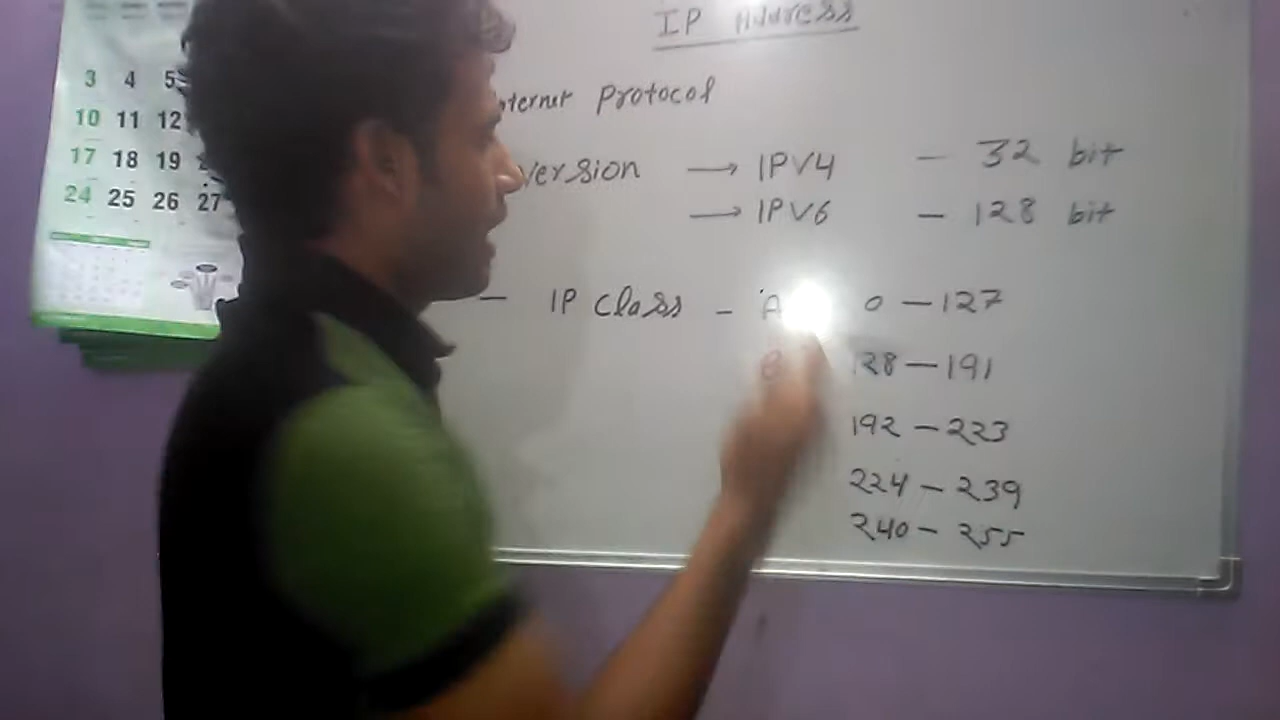 IP Address
nternet Protocol
version → IPV4 - 32 bit
→ IPV6 - 128 bit
- IP Class - A 0 - 127
B 128 - 191
192 - 223
224 - 239
240 - 255
3 4 5
10 11 12
17 18 19
24 25 26 27